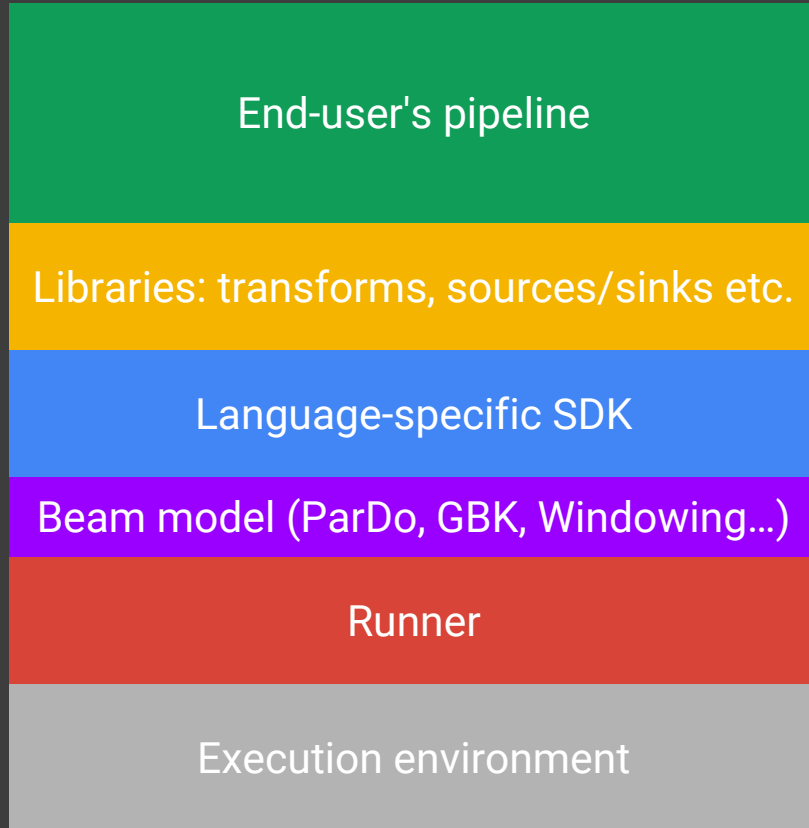 End-user's pipeline
Libraries: transforms, sources/sinks etc.
Language-specific SDK
Beam model (ParDo, GBK, Windowing…)
Runner
Execution environment